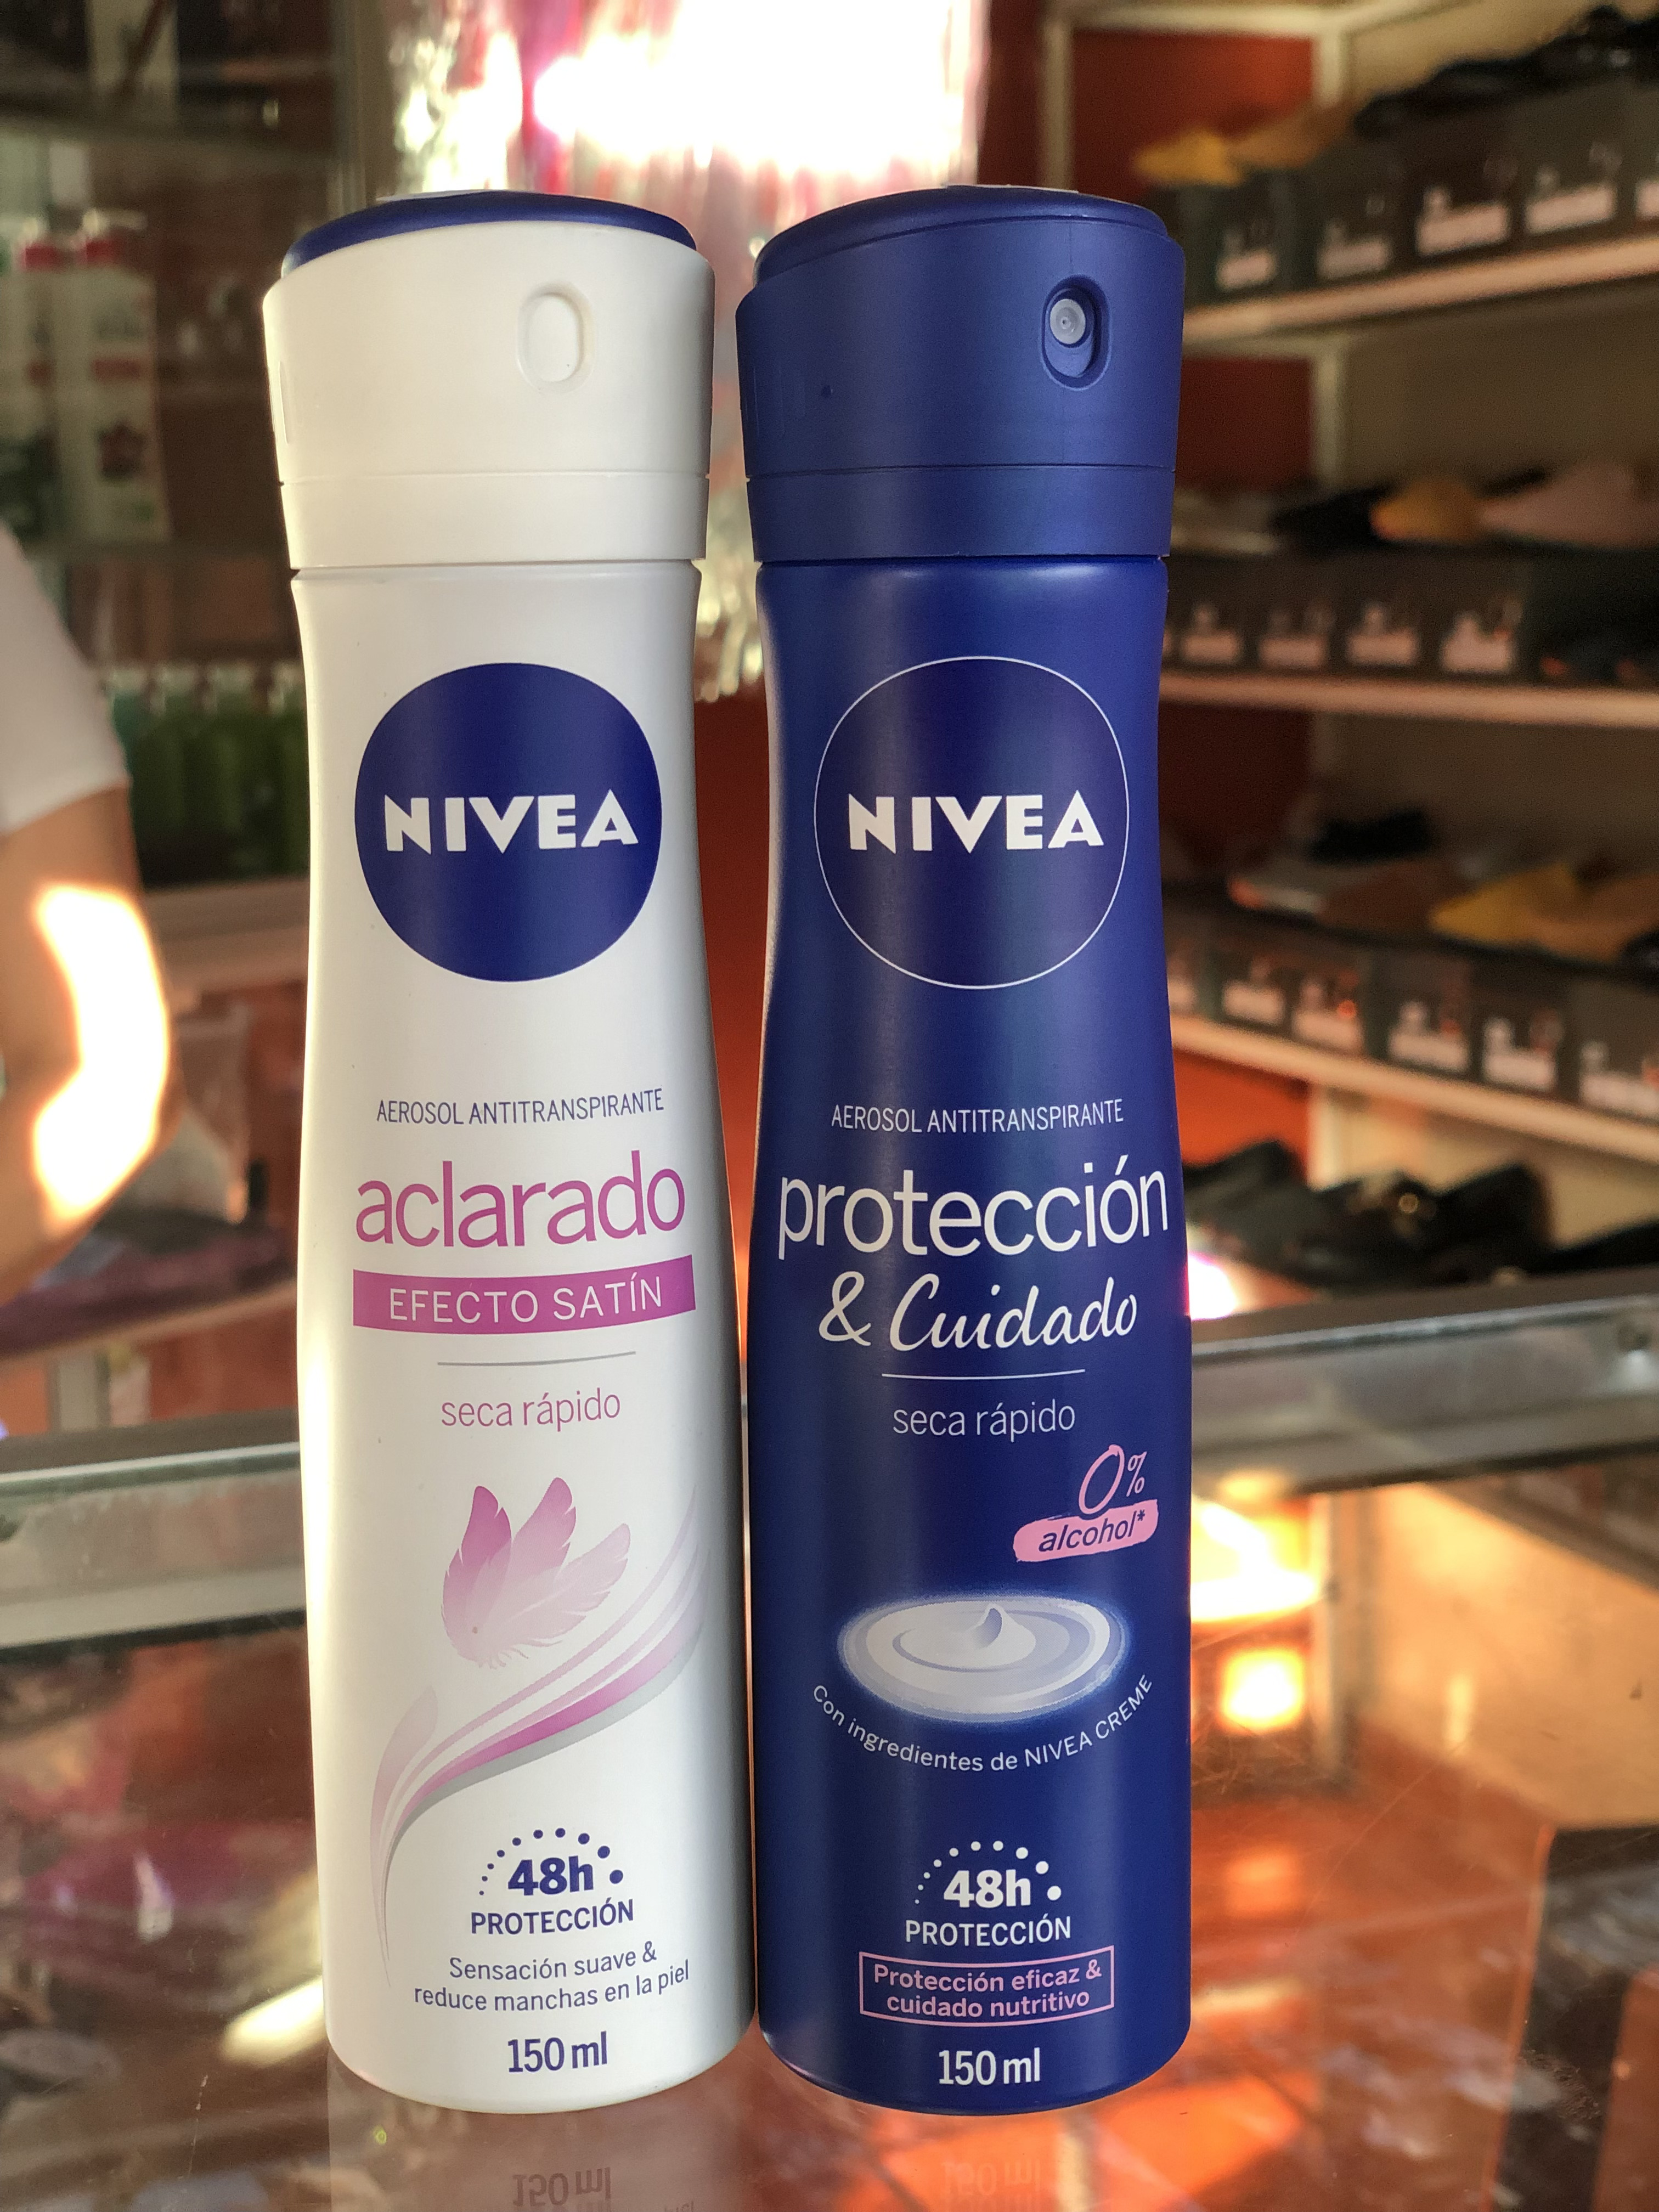 NIVEA
AEROSOL ANTITRANSPIRANTE
aclarado
EFECTO SATÍN
seca rápido
48h
PROTECCIÓN
Sensación suave &
reduce manchas en la piel
150 ml
NIVEA
AEROSOL ANTITRANSPIRANTE
protección
& Cuidado
seca rápido
0%
alcohol*
Con ingredientes de NIVEA CREME
48h
PROTECCIÓN
Protección eficaz &
cuidado nutritivo
150 ml